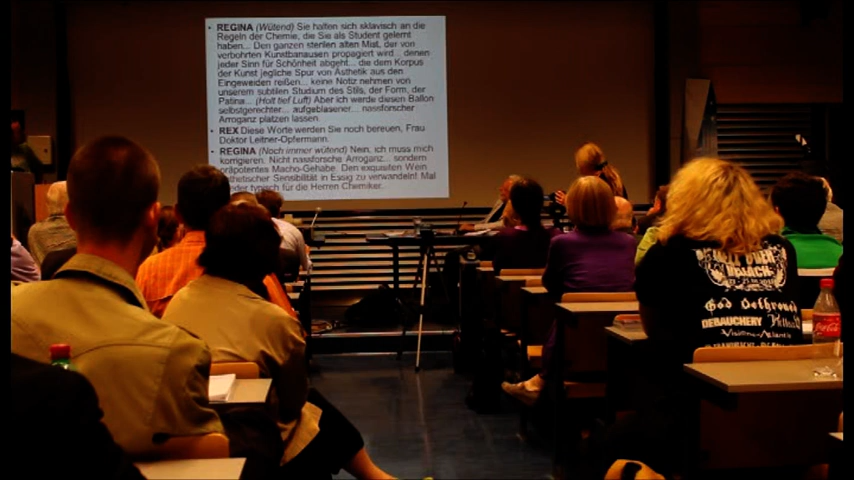 • REGINA (Wütend) Sie halten sich sklavisch an die
Regeln der Chemie, die Sie als Student gelernt
haben... Den ganzen sterilen alten Mist, der von
verbohrten Kunstbanausen propagiert wird... denen
jeder Sinn für Schönheit abgeht... die dem Korpus
der Kunst jegliche Spur von Ästhetik aus den
Eingeweiden reißen... keine Notiz nehmen von
unserem subtilen Studium des Stils, der Form, der
Patina... (Holt tief Luft) Aber ich werde diesen Ballon
selbstgerechter... aufgeblasener... nassforscher
Arroganz platzen lassen.
• REX Diese Worte werden Sie noch bereuen, Frau
Doktor Leitner-Opfermann.
• REGINA (Noch immer wütend) Nein, ich muss mich
korrigieren. Nicht nassforsche Arroganz... sondern
präpotentes Macho-Gehabe. Den exquisiten Wein
ästhetischer Sensibilität in Essig zu verwandeln! Mal
wieder typisch für die Herren Chemiker.
God Dethroned
DEBAUCHERY
Coca-Cola